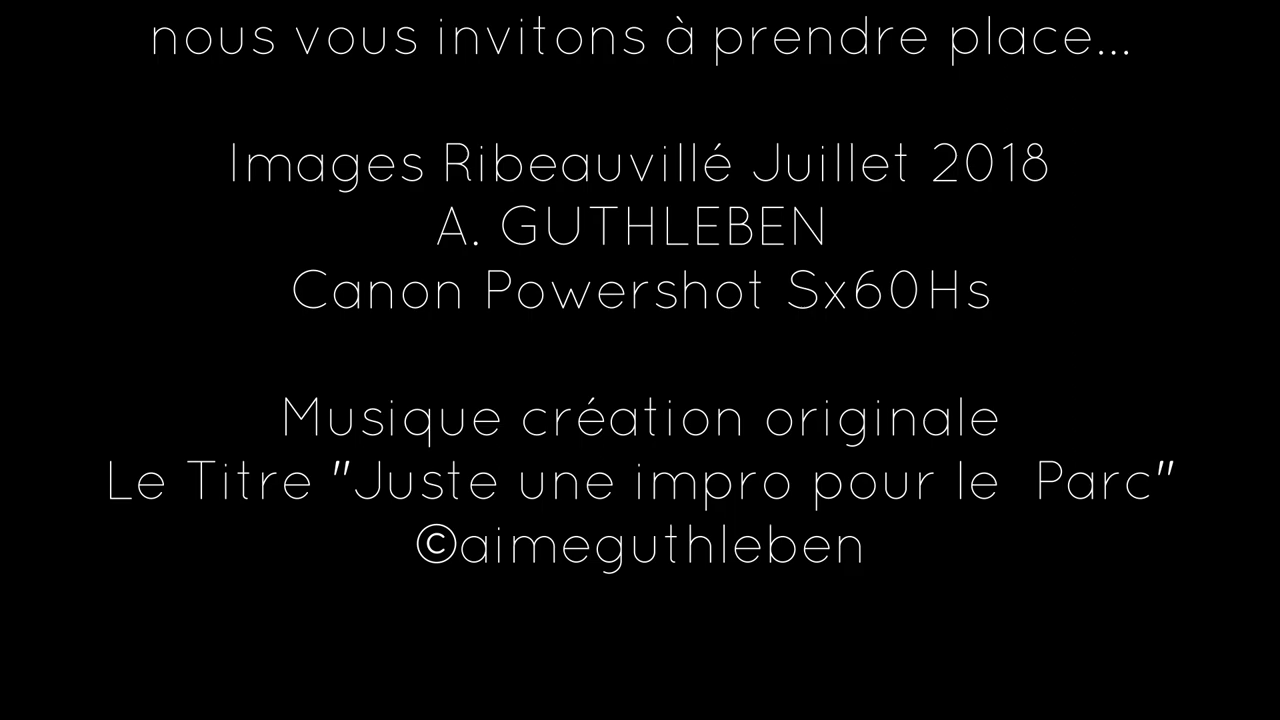 nous vous invitons à prendre place...
Images Ribeauvillé Juillet 2018
A. GUTHLEBEN
Canon Powershot Sx60Hs
Musique création originale
Le Titre "Juste une impro pour le  Parc"
©aimeguthleben